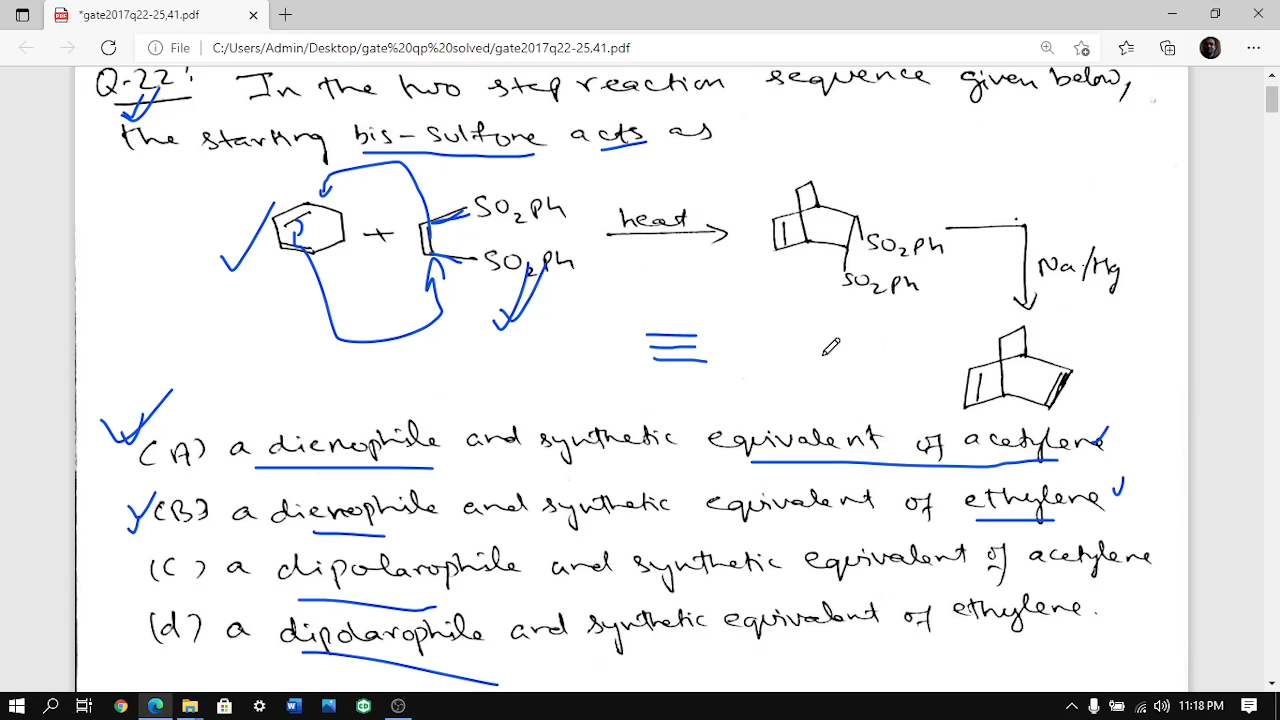 *gate2017q22-25,41.pdf
File C:/Users/Admin/Desktop/gate%20qp%20solved/gate2017q22-25,41.pdf
Q-22: In the two step reaction sequence given below,
the starting bis-sulfone acts as
+ SO2Ph SO2Ph heat SO2Ph SO2Ph Na/Hg
(A) a dienophile and synthetic equivalent of acetylene
(B) a dienophile and synthetic equivalent of ethylene
(C) a dipolarophile and synthetic equivalent of acetylene
(d) a dipolarophile and synthetic equivalent of ethylene.
11:18 PM